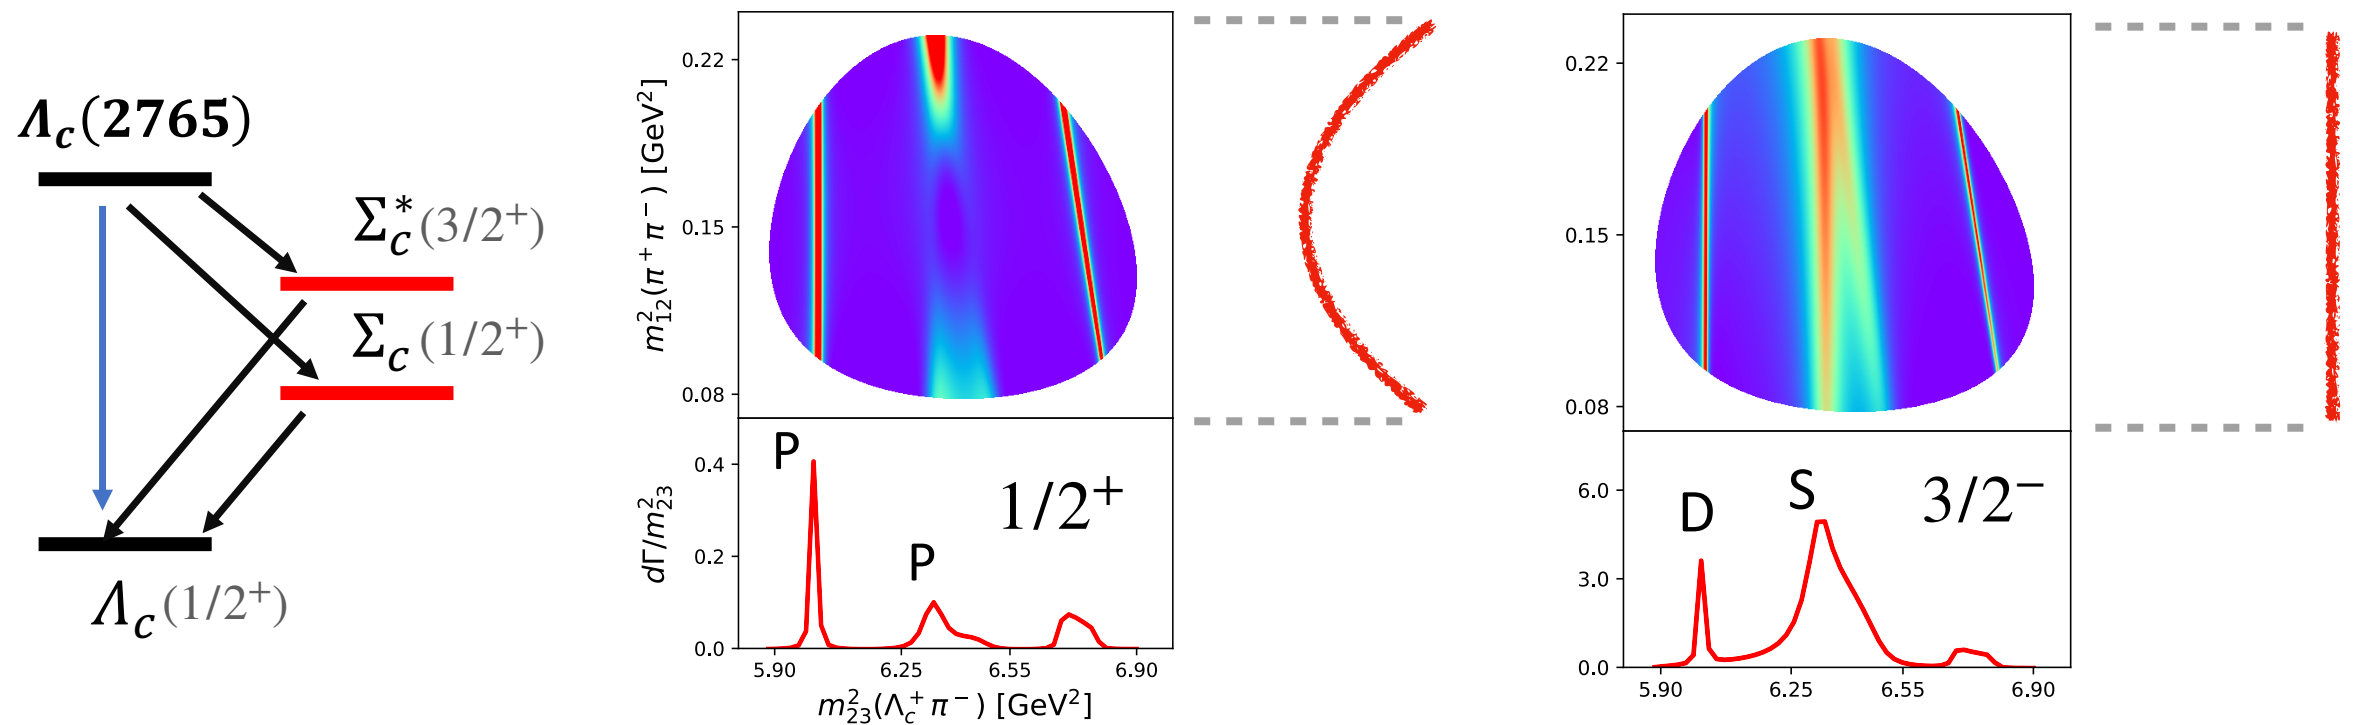 Λc(2765)
Σc*(3/2⁺)
Σc(1/2⁺)
Λc(1/2⁺)
m²₁₂(π⁺π⁻) [GeV²]
0.22
0.15
0.08
dΓ/m²₂₃
0.4
0.2
0.0
P
P
1/2⁺
5.90
6.25
6.55
6.90
m²₂₃(Λc⁺π⁻) [GeV²]
0.22
0.15
0.08
6.0
3.0
0.0
D
S
3/2⁻
5.90
6.25
6.55
6.90